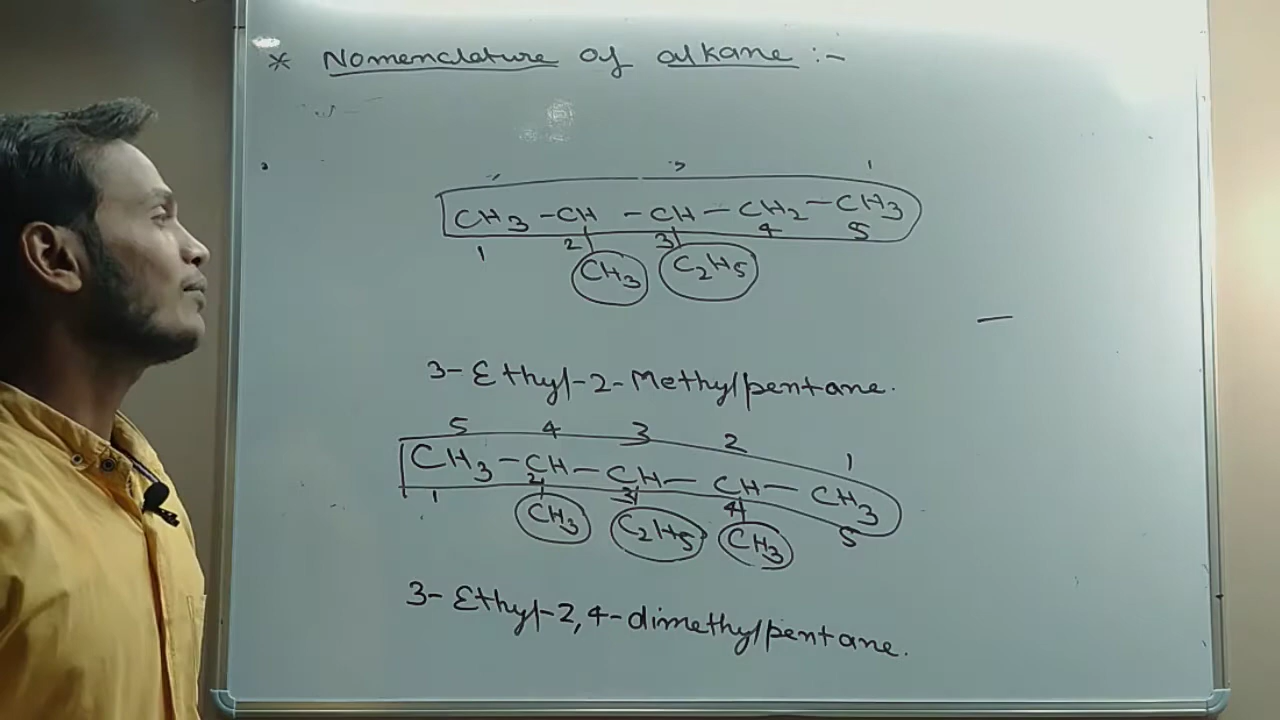 * Nomenclature of alkane :-
CH3 - CH - CH - CH2 - CH3
1 2 3 4 5
CH3 C2H5
3-Ethyl-2-Methylpentane.
5 4 3 2 1
CH3 - CH - CH - CH - CH3
1 2 3 4 5
CH3 C2H5 CH3
3-Ethyl-2,4-dimethylpentane.